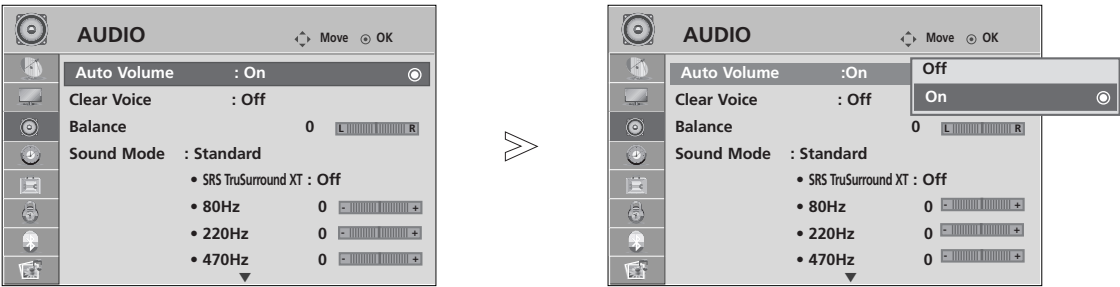 AUDIO Move OK
Auto Volume : On
Clear Voice : Off
Balance 0 L R
Sound Mode : Standard
• SRS TruSurround XT : Off
• 80Hz 0 - +
• 220Hz 0 - +
• 470Hz 0 - +
AUDIO Move OK
Auto Volume :On
Off
On
Clear Voice : Off
Balance 0 L R
Sound Mode : Standard
• SRS TruSurround XT : Off
• 80Hz 0 - +
• 220Hz 0 - +
• 470Hz 0 - +